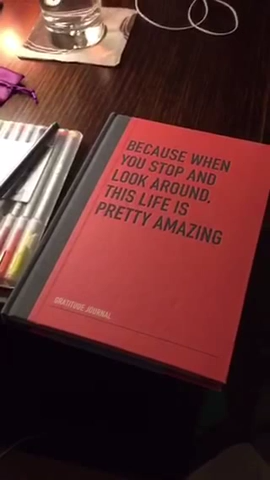 BECAUSE WHEN
YOU STOP AND
LOOK AROUND,
THIS LIFE IS
PRETTY AMAZING
GRATITUDE JOURNAL